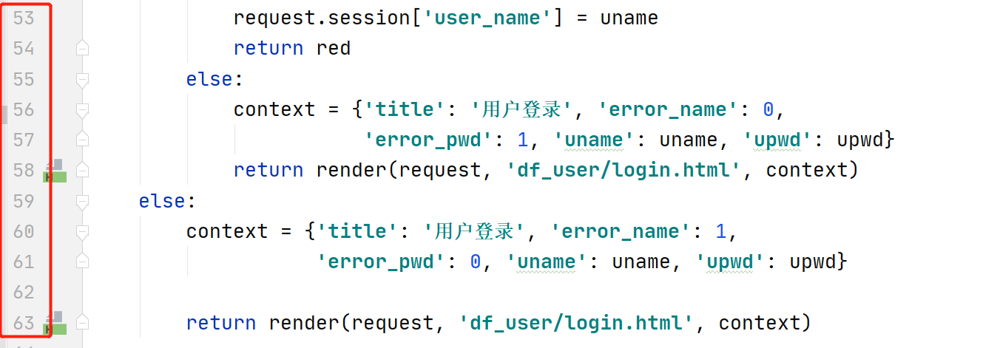 53 request.session['user_name'] = uname
54 return red
55 else:
56 context = {'title': '用户登录', 'error_name': 0,
57 'error_pwd': 1, 'uname': uname, 'upwd': upwd}
58 return render(request, 'df_user/login.html', context)
59 else:
60 context = {'title': '用户登录', 'error_name': 1,
61 'error_pwd': 0, 'uname': uname, 'upwd': upwd}
62
63 return render(request, 'df_user/login.html', context)